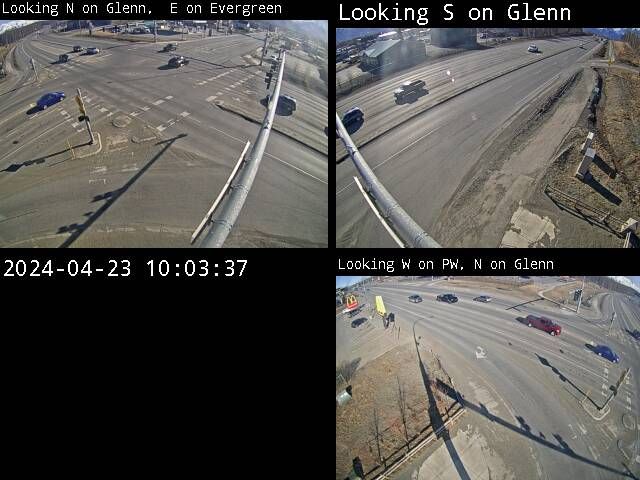 Looking N on Glenn, E on Evergreen
Looking S on Glenn
2024-04-23 10:03:37
Looking W on PW, N on Glenn